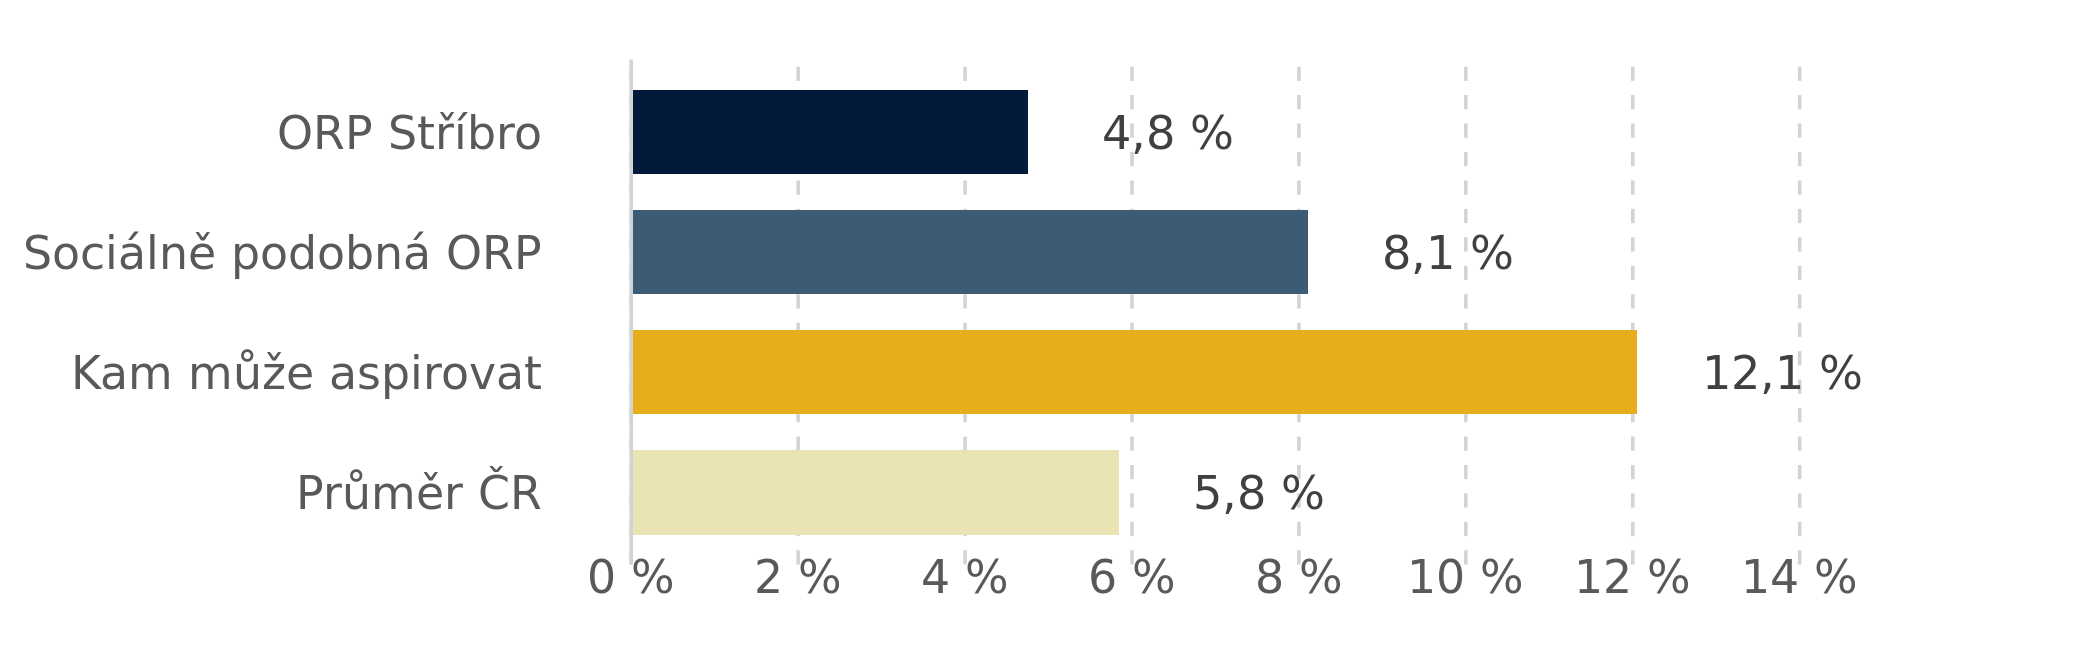 ORP Stříbro 4,8 %
Sociálně podobná ORP 8,1 %
Kam může aspirovat 12,1 %
Průměr ČR 5,8 %
0 % 2 % 4 % 6 % 8 % 10 % 12 % 14 %